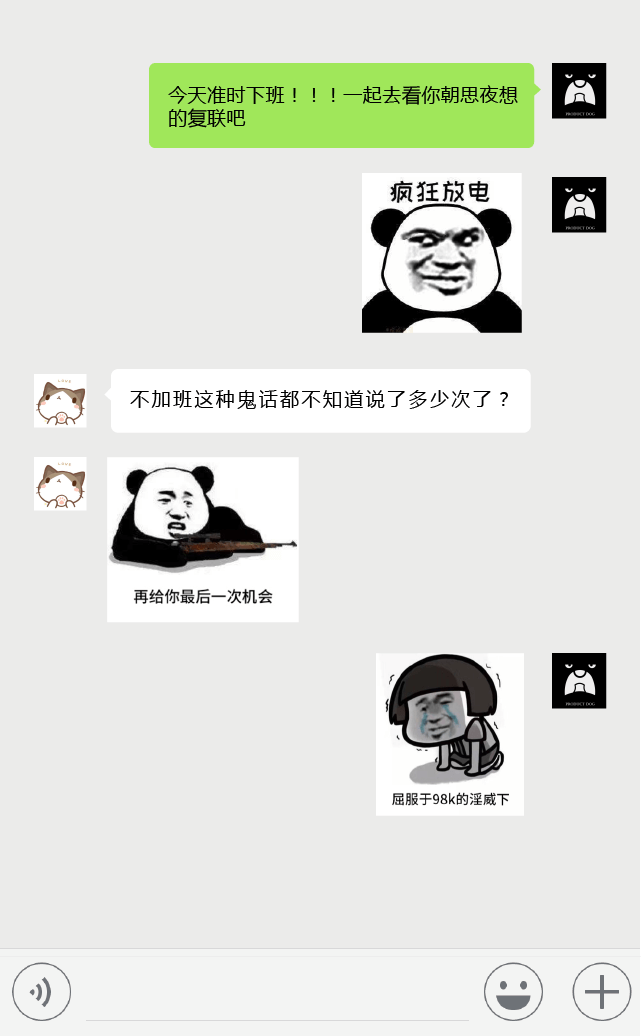 今天准时下班！！！一起去看你朝思夜想
的复联吧
PRODUCT DOG
疯狂放电
PRODUCT DOG
LOVE
不加班这种鬼话都不知道说了多少次了？
LOVE
再给你最后一次机会
PRODUCT DOG
屈服于98k的淫威下